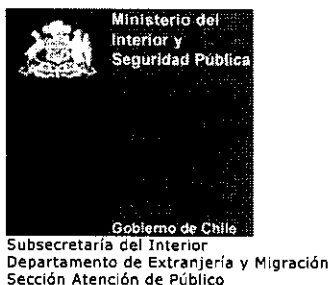 Ministerio del
Interior y
Seguridad Pública
Gobierno de Chile
Subsecretaría del Interior
Departamento de Extranjería y Migración
Sección Atención de Público